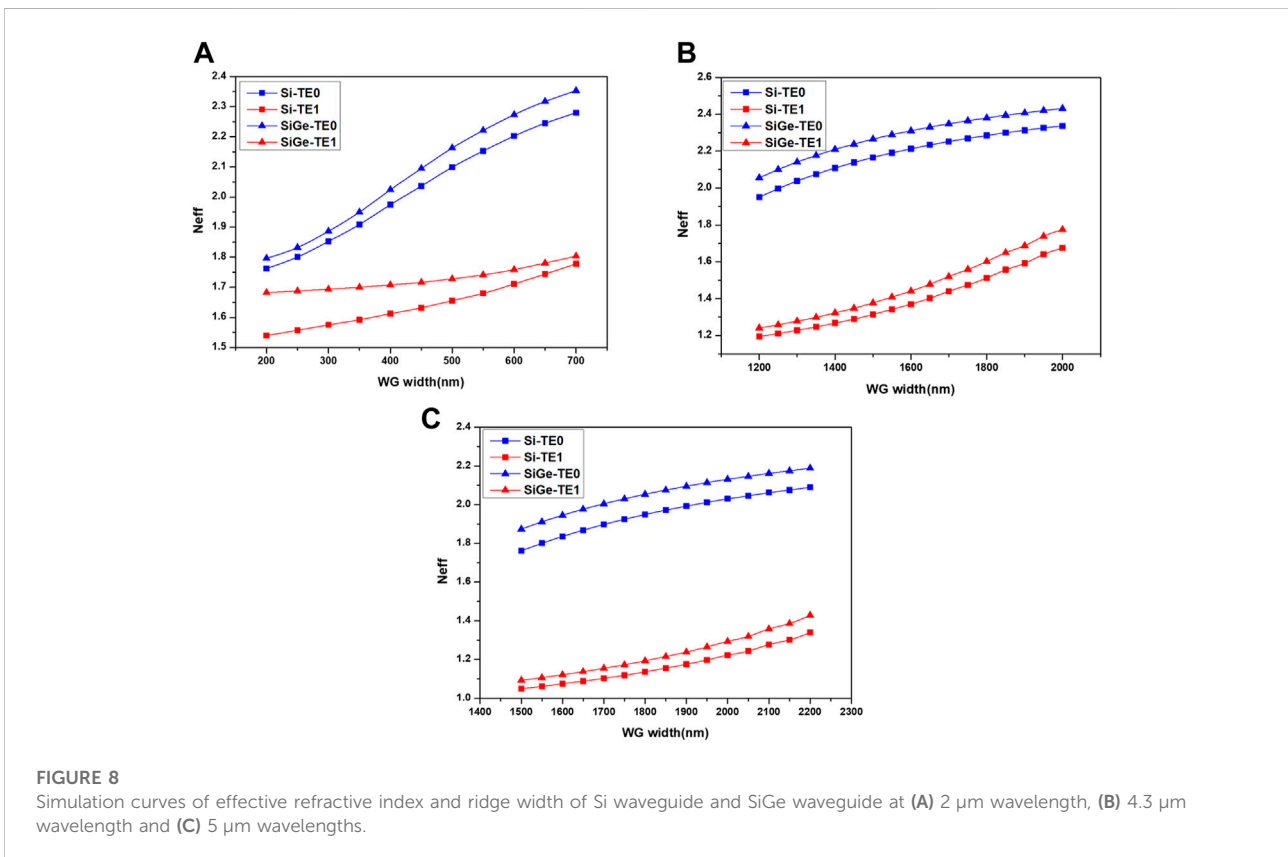 A
2.4
2.3
2.2
2.1
2.0
1.9
1.8
1.7
1.6
1.5
Neff
Si-TE0
Si-TE1
SiGe-TE0
SiGe-TE1
200 300 400 500 600 700
WG width(nm)
B
2.6
2.4
2.2
2.0
1.8
1.6
1.4
1.2
Neff
Si-TE0
Si-TE1
SiGe-TE0
SiGe-TE1
1200 1400 1600 1800 2000
WG width(nm)
C
2.4
2.2
2.0
1.8
1.6
1.4
1.2
1.0
Neff
Si-TE0
Si-TE1
SiGe-TE0
SiGe-TE1
1400 1500 1600 1700 1800 1900 2000 2100 2200 2300
WG width(nm)
FIGURE 8
Simulation curves of effective refractive index and ridge width of Si waveguide and SiGe waveguide at (A) 2 μm wavelength, (B) 4.3 μm
wavelength and (C) 5 μm wavelengths.